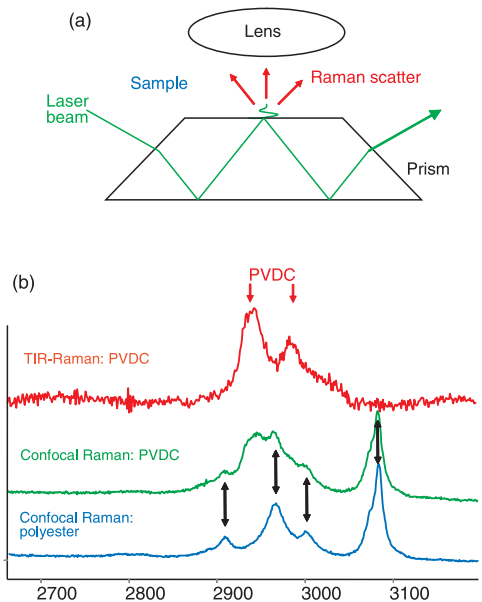 (a)
Lens
Sample
Raman scatter
Laser
beam
Prism
(b)
PVDC
TIR-Raman: PVDC
Confocal Raman: PVDC
Confocal Raman:
polyester
2700
2800
2900
3000
3100